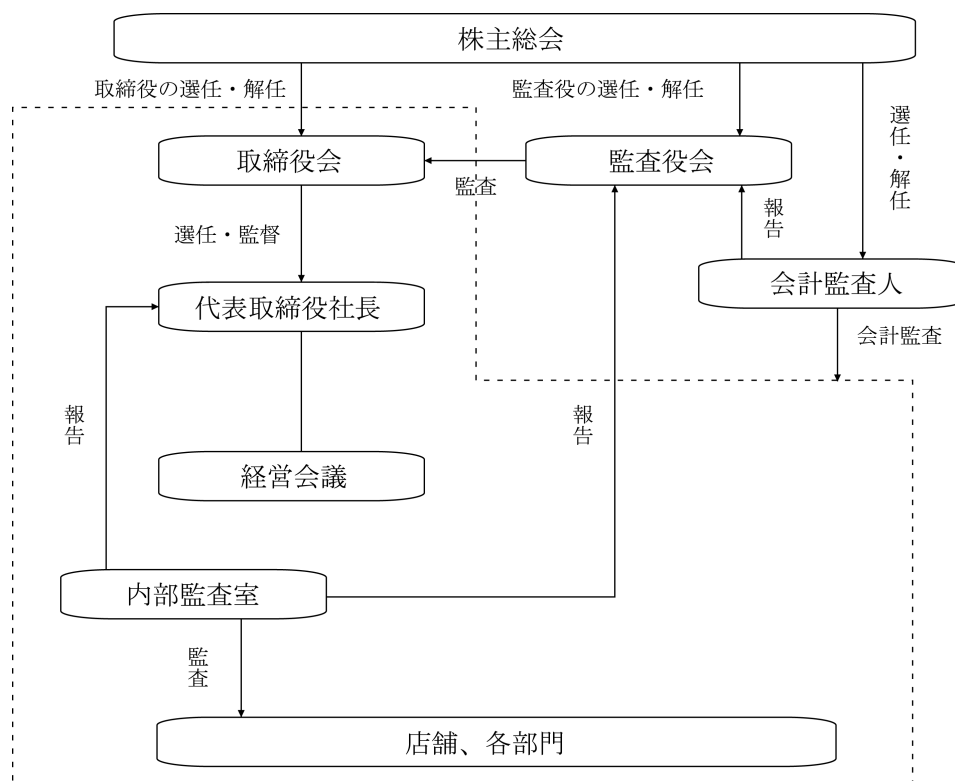 株主総会
取締役の選任・解任
監査役の選任・解任
選任・解任
取締役会
監査
監査役会
報告
選任・監督
会計監査人
代表取締役社長
会計監査
報告
報告
経営会議
内部監査室
監査
店舗、各部門